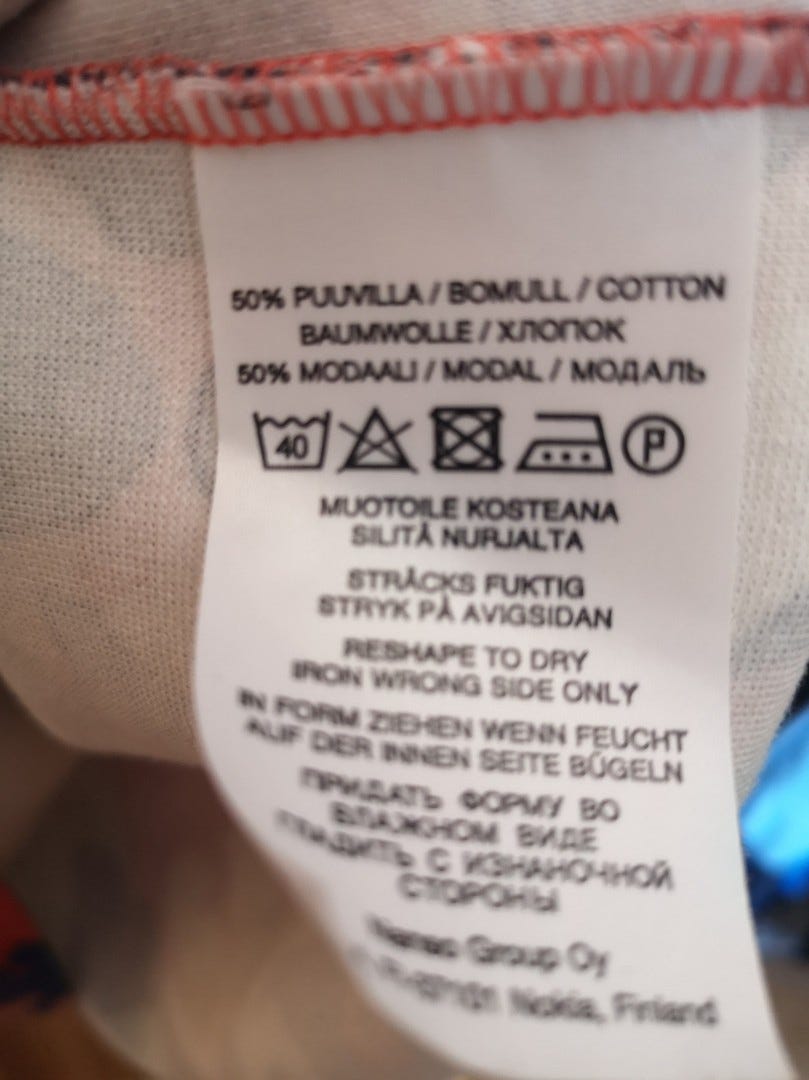 50% PUUVILLA / BOMULL / COTTON
BAUMWOLLE / ХЛОПОК
50% MODAALI / MODAL / МОДАЛЬ
40 P
MUOTOILE KOSTEANA
SILITÄ NURJALTA
STRÄCKS FUKTIG
STRYK PÅ AVIGSIDAN
RESHAPE TO DRY
IRON WRONG SIDE ONLY
IN FORM ZIEHEN WENN FEUCHT
AUF DER INNEN SEITE BÜGELN
ПРИДАТЬ ФОРМУ ВО
ВЛАЖНОМ ВИДЕ
ГЛАДИТЬ С ИЗНАНОЧНОЙ
СТОРОНЫ
Nanso Group Oy
Nokia, Finland